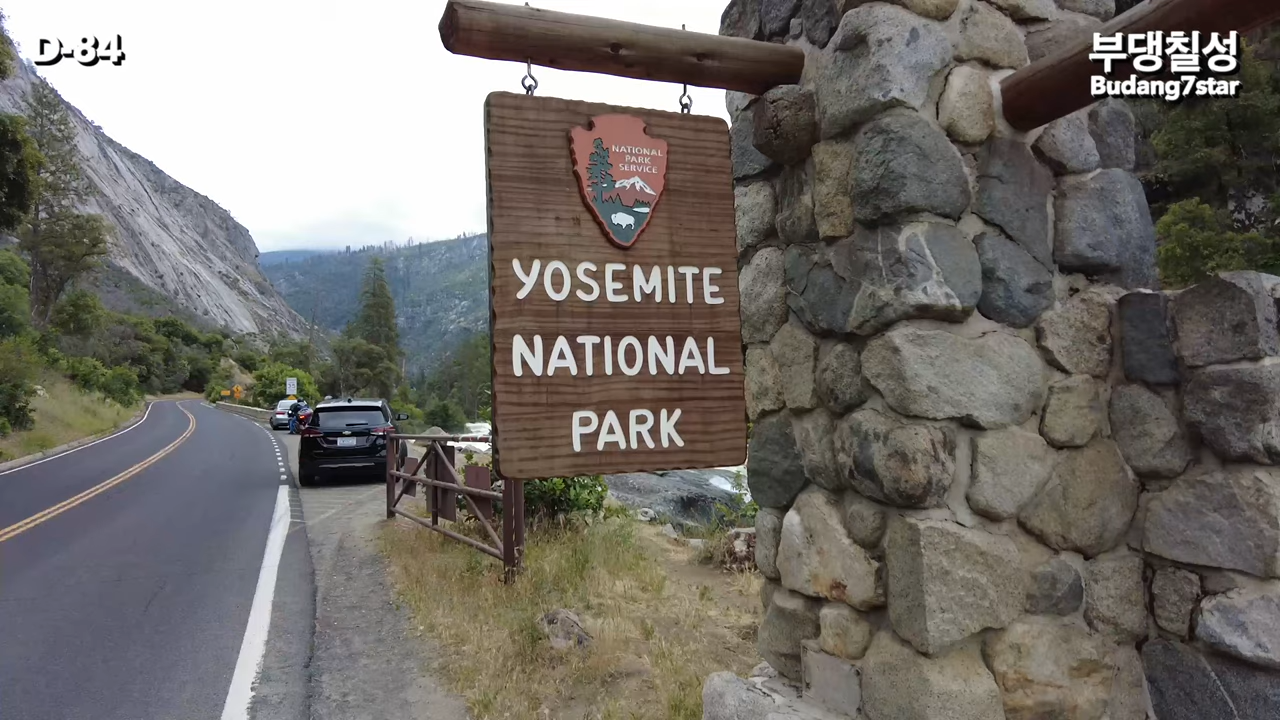 D-84
부댕칠성
Budang7star
NATIONAL
PARK
SERVICE
YOSEMITE
NATIONAL
PARK